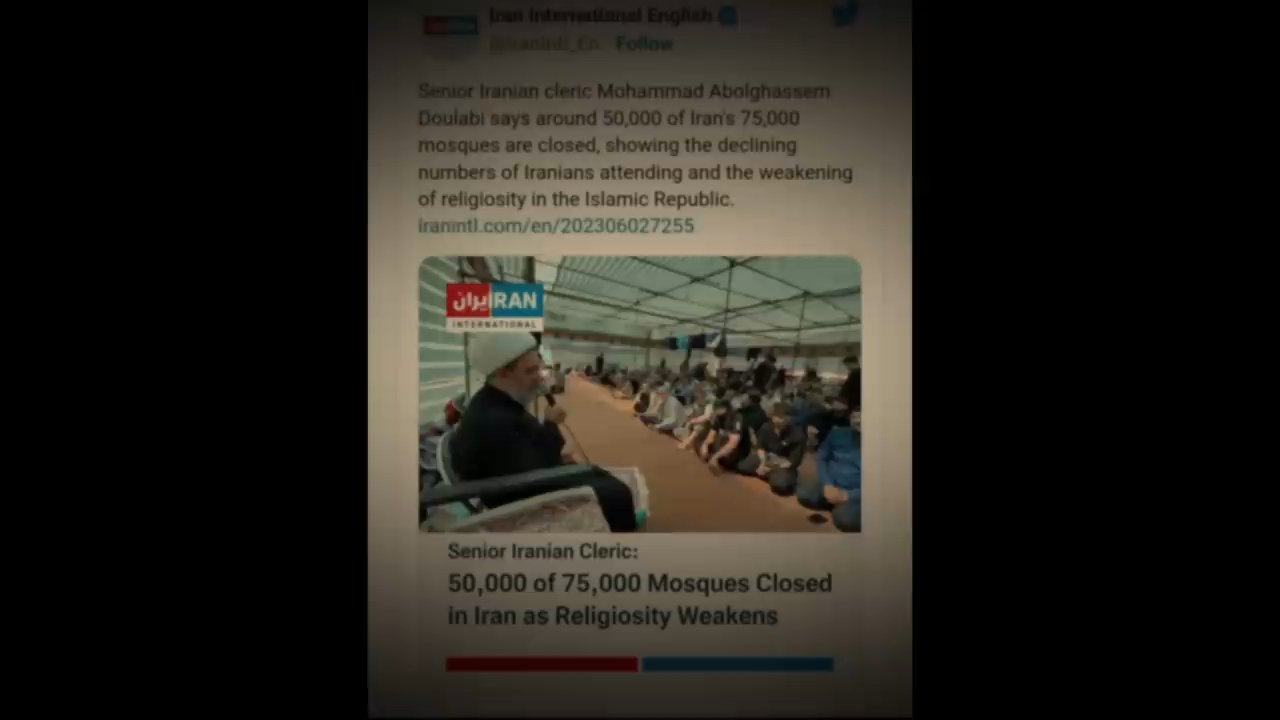 Iran International English
@IranIntl_En Follow
Senior Iranian cleric Mohammad Abolghassem
Doulabi says around 50,000 of Iran's 75,000
mosques are closed, showing the declining
numbers of Iranians attending and the weakening
of religiosity in the Islamic Republic.
iranintl.com/en/202306027255
ایران IRAN
INTERNATIONAL
Senior Iranian Cleric:
50,000 of 75,000 Mosques Closed
in Iran as Religiosity Weakens